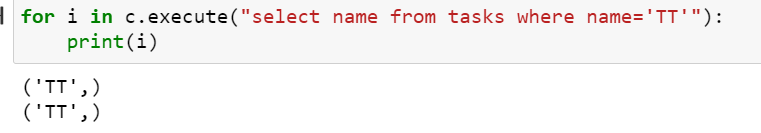 for i in c.execute("select name from tasks where name='TT'"):
    print(i)
('TT',)
('TT',)